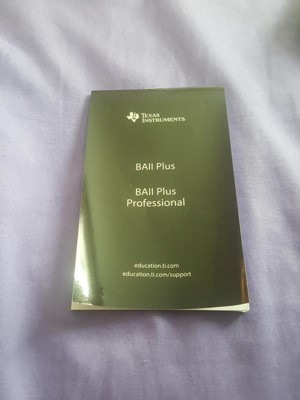 TEXAS
INSTRUMENTS
BAII Plus
BAII Plus
Professional
education.ti.com
education.ti.com/support